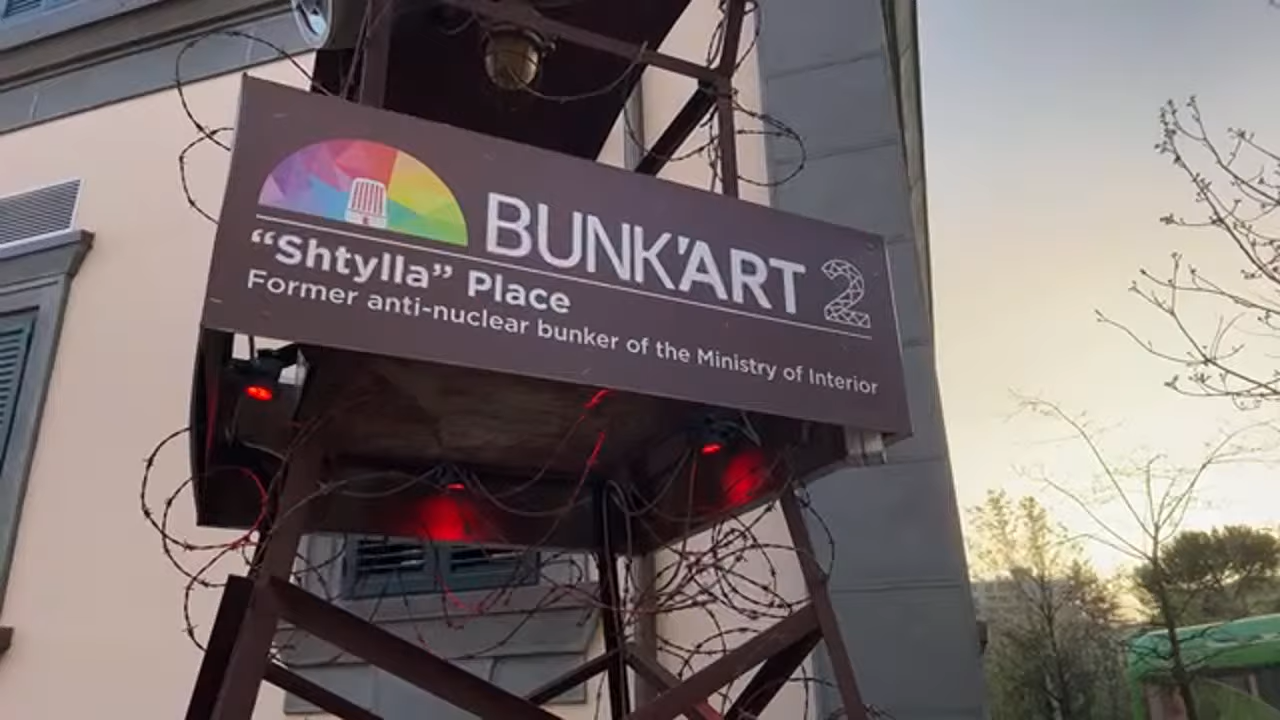 BUNK'ART 2
“Shtylla” Place
Former anti-nuclear bunker of the Ministry of Interior